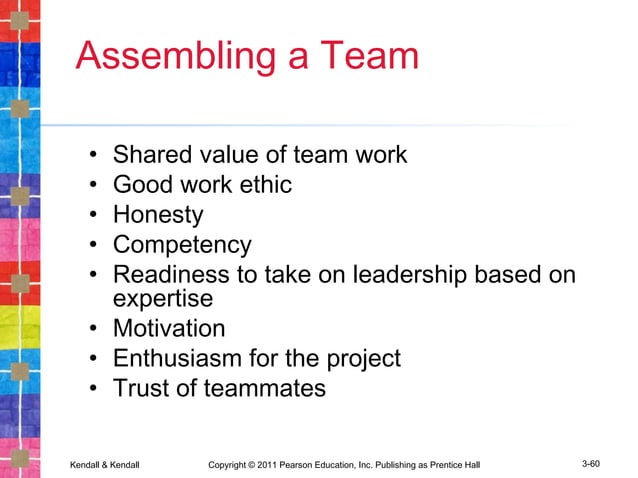 Assembling a Team
• Shared value of team work
• Good work ethic
• Honesty
• Competency
• Readiness to take on leadership based on
expertise
• Motivation
• Enthusiasm for the project
• Trust of teammates
Kendall & Kendall Copyright © 2011 Pearson Education, Inc. Publishing as Prentice Hall 3-60